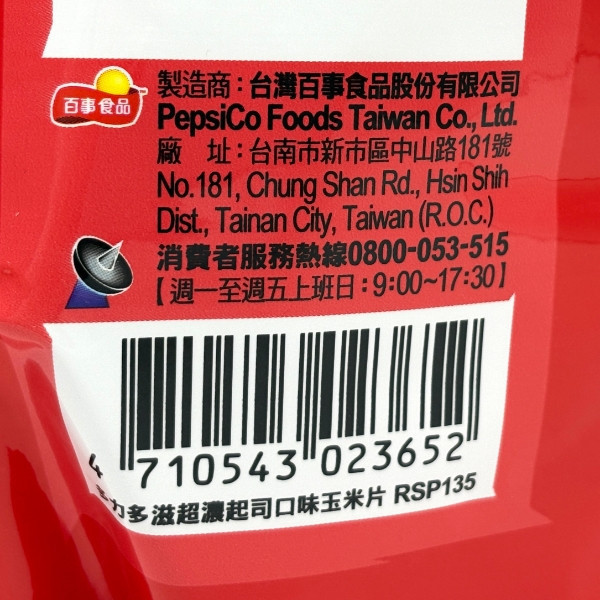 百事食品
製造商：台灣百事食品股份有限公司
PepsiCo Foods Taiwan Co., Ltd.
廠　址：台南市新市區中山路181號
No.181, Chung Shan Rd., Hsin Shih
Dist., Tainan City, Taiwan (R.O.C.)
消費者服務熱線0800-053-515
【週一至週五上班日：9:00~17:30】
4 710543 023652
多力多滋超濃起司口味玉米片 RSP135